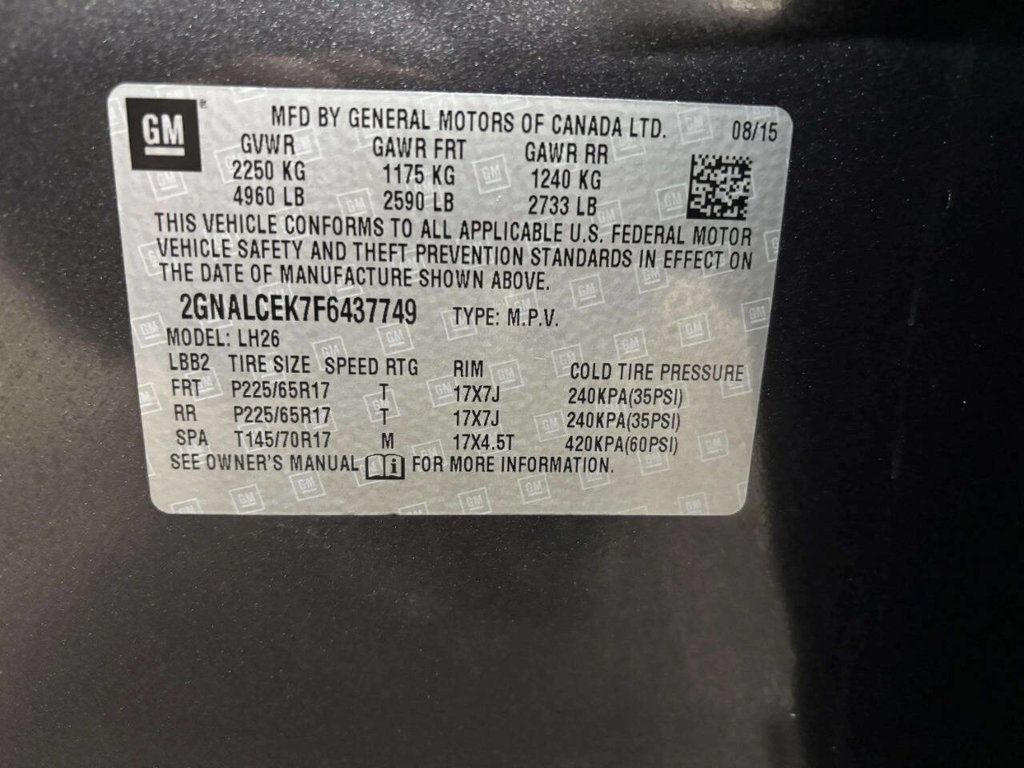 GM®
MFD BY GENERAL MOTORS OF CANADA LTD. 08/15
GVWR GAWR FRT GAWR RR
2250 KG 1175 KG 1240 KG
4960 LB 2590 LB 2733 LB
THIS VEHICLE CONFORMS TO ALL APPLICABLE U.S. FEDERAL MOTOR
VEHICLE SAFETY AND THEFT PREVENTION STANDARDS IN EFFECT ON
THE DATE OF MANUFACTURE SHOWN ABOVE.
2GNALCEK7F6437749 TYPE: M.P.V.
MODEL: LH26
LBB2 TIRE SIZE SPEED RTG RIM COLD TIRE PRESSURE
FRT P225/65R17 T 17X7J 240KPA(35PSI)
RR P225/65R17 T 17X7J 240KPA(35PSI)
SPA T145/70R17 M 17X4.5T 420KPA(60PSI)
SEE OWNER'S MANUAL i FOR MORE INFORMATION.